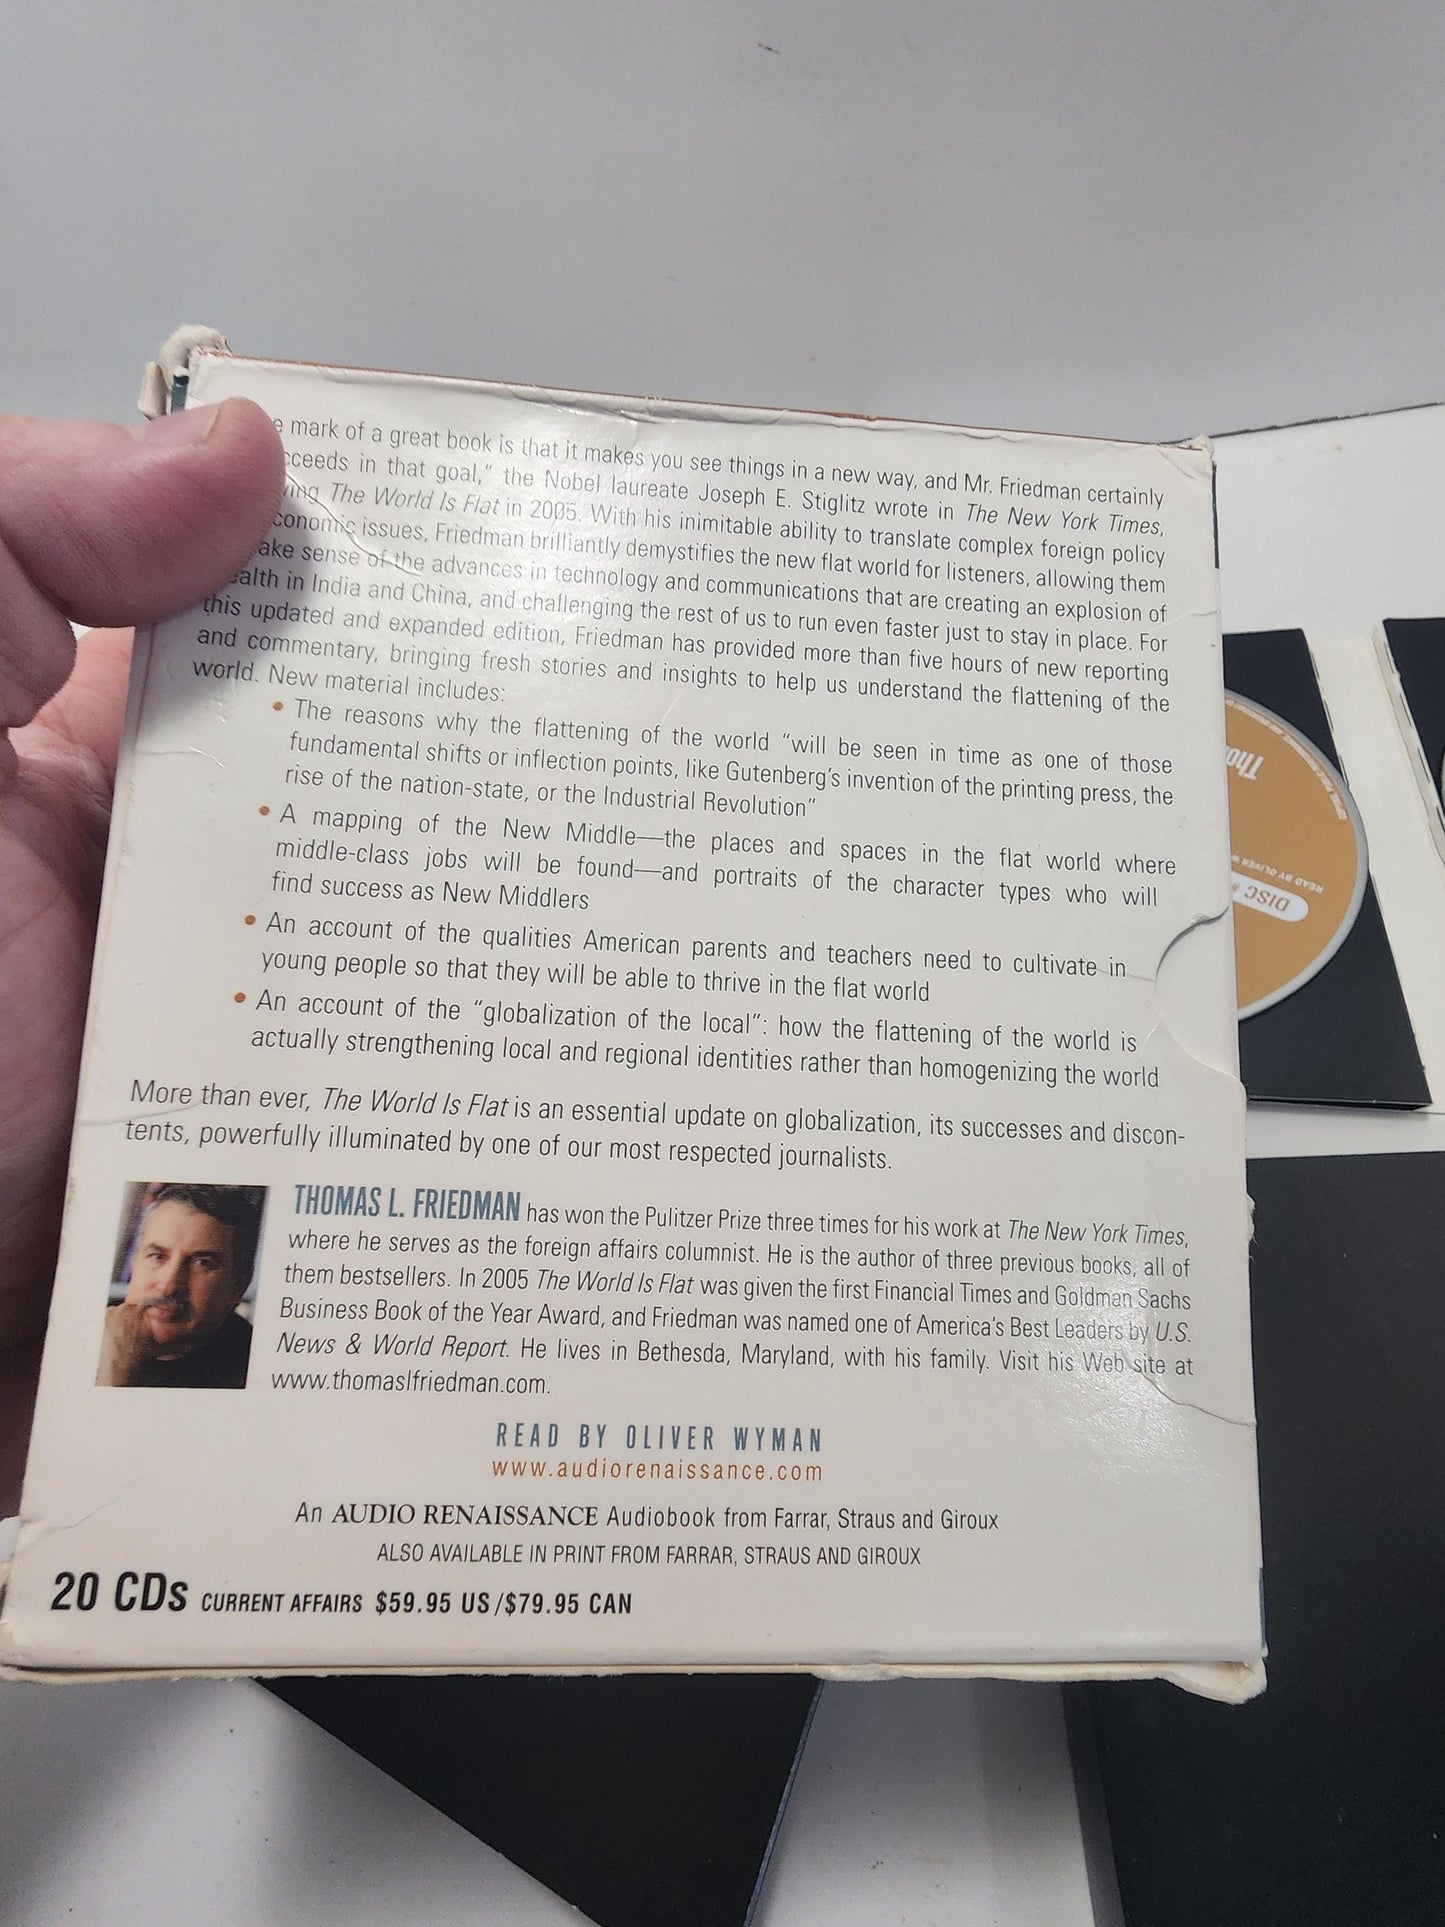 mark of a great book is that it makes you see things in a new way, and Mr. Friedman certainly
in that goal,” the Nobel laureate Joseph E. Stiglitz wrote in The New York Times,
The World Is Flat in 2005. With his inimitable ability to translate complex foreign policy
issues, Friedman brilliantly demystifies the new flat world for listeners, allowing them
sense of the advances in technology and communications that are creating an explosion of
in India and China, and challenging the rest of us to run even faster just to stay in place. For
this updated and expanded edition, Friedman has provided more than five hours of new reporting
and commentary, bringing fresh stories and insights to help us understand the flattening of the
world. New material includes:
• The reasons why the flattening of the world “will be seen in time as one of those
fundamental shifts or inflection points, like Gutenberg’s invention of the printing press, the
rise of the nation-state, or the Industrial Revolution”
• A mapping of the New Middle—the places and spaces in the flat world where
middle-class jobs will be found—and portraits of the character types who will
find success as New Middlers
• An account of the qualities American parents and teachers need to cultivate in
young people so that they will be able to thrive in the flat world
• An account of the “globalization of the local”: how the flattening of the world is
actually strengthening local and regional identities rather than homogenizing the world
More than ever, The World Is Flat is an essential update on globalization, its successes and discon-
tents, powerfully illuminated by one of our most respected journalists.
THOMAS L. FRIEDMAN has won the Pulitzer Prize three times for his work at The New York Times,
where he serves as the foreign affairs columnist. He is the author of three previous books, all of
them bestsellers. In 2005 The World Is Flat was given the first Financial Times and Goldman Sachs
Business Book of the Year Award, and Friedman was named one of America’s Best Leaders by U.S.
News & World Report. He lives in Bethesda, Maryland, with his family. Visit his Web site at
www.thomaslfriedman.com.
READ BY OLIVER WYMAN
www.audiorenaissance.com
An AUDIO RENAISSANCE Audiobook from Farrar, Straus and Giroux
ALSO AVAILABLE IN PRINT FROM FARRAR, STRAUS AND GIROUX
20 CDs CURRENT AFFAIRS $59.95 US/$79.95 CAN
DISC #
READ BY OLIVER W
Tho